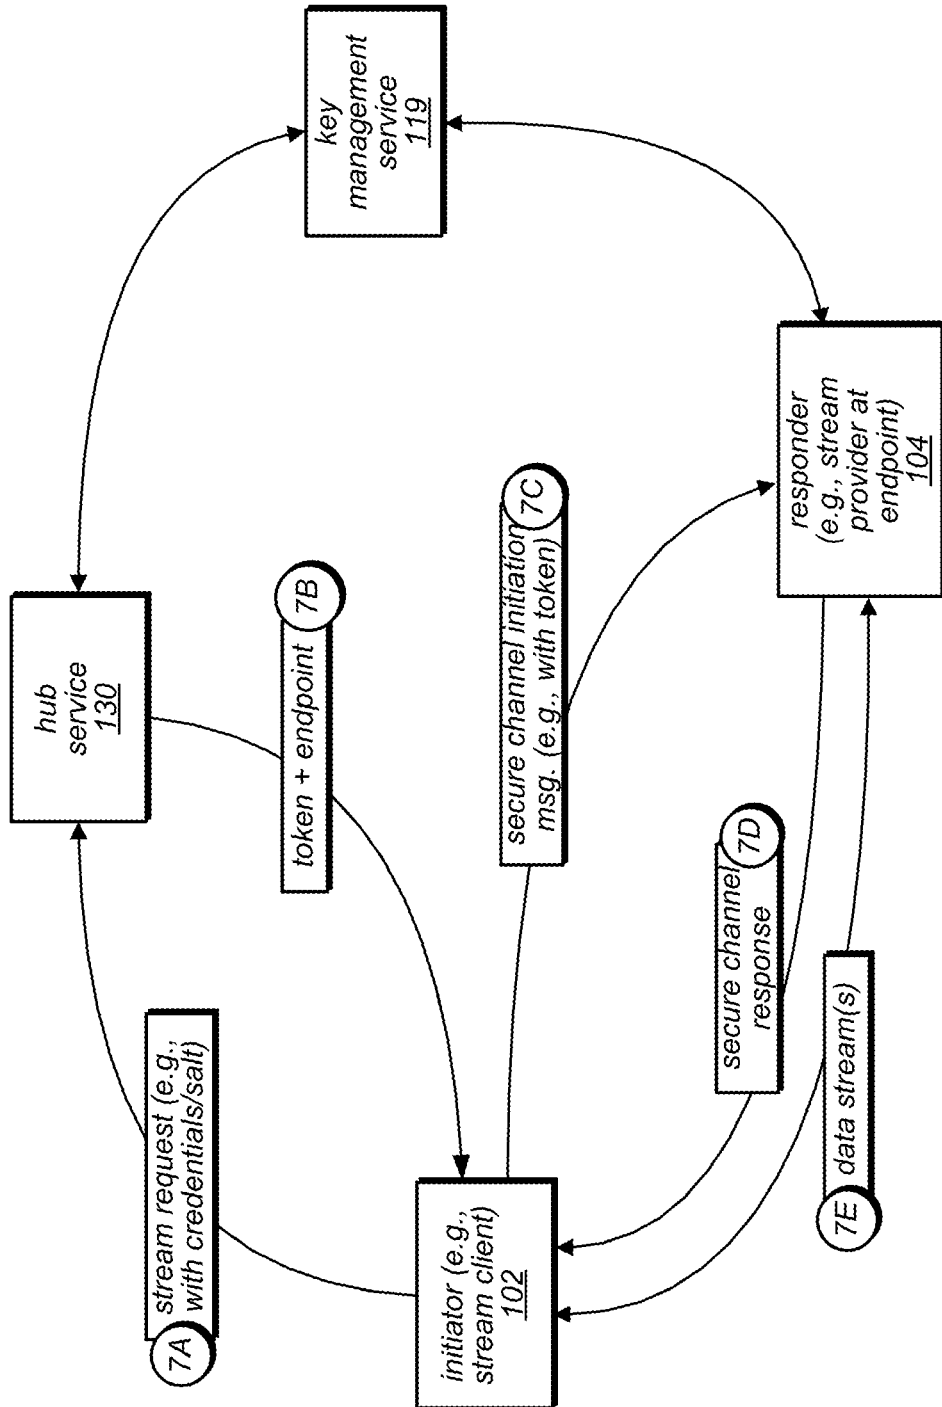 hub
service
130
key
management
service
119
7A
stream request (e.g.,
with credentials/salt)
token + endpoint
7B
secure channel initiation
msg. (e.g., with token)
7C
initiator (e.g.,
stream client)
102
secure channel
response
7D
7E
data stream(s)
responder
(e.g., stream
provider at
endpoint)
104